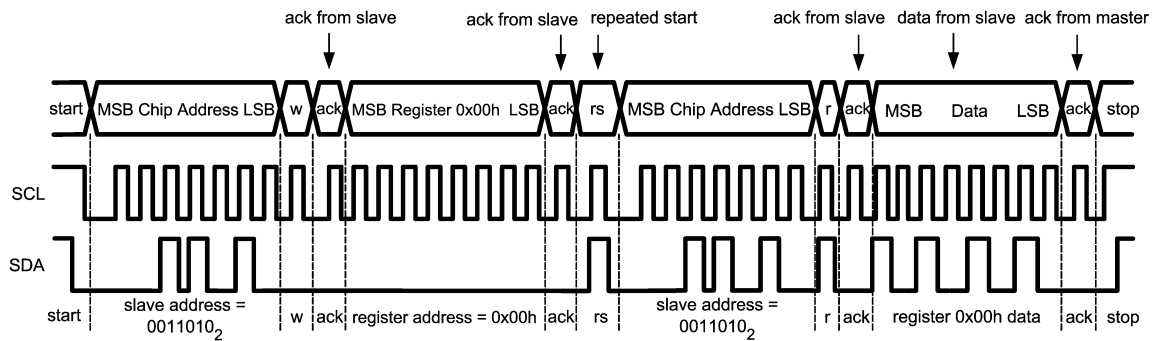 ack from slave
ack from slave
repeated start
ack from slave
data from slave
ack from master
start MSB Chip Address LSB w ack MSB Register 0x00h LSB ack rs MSB Chip Address LSB r ack MSB Data LSB ack stop
SCL
SDA
start slave address = w ack register address = 0x00h ack rs slave address = r ack register 0x00h data ack stop
0011010₂ 0011010₂